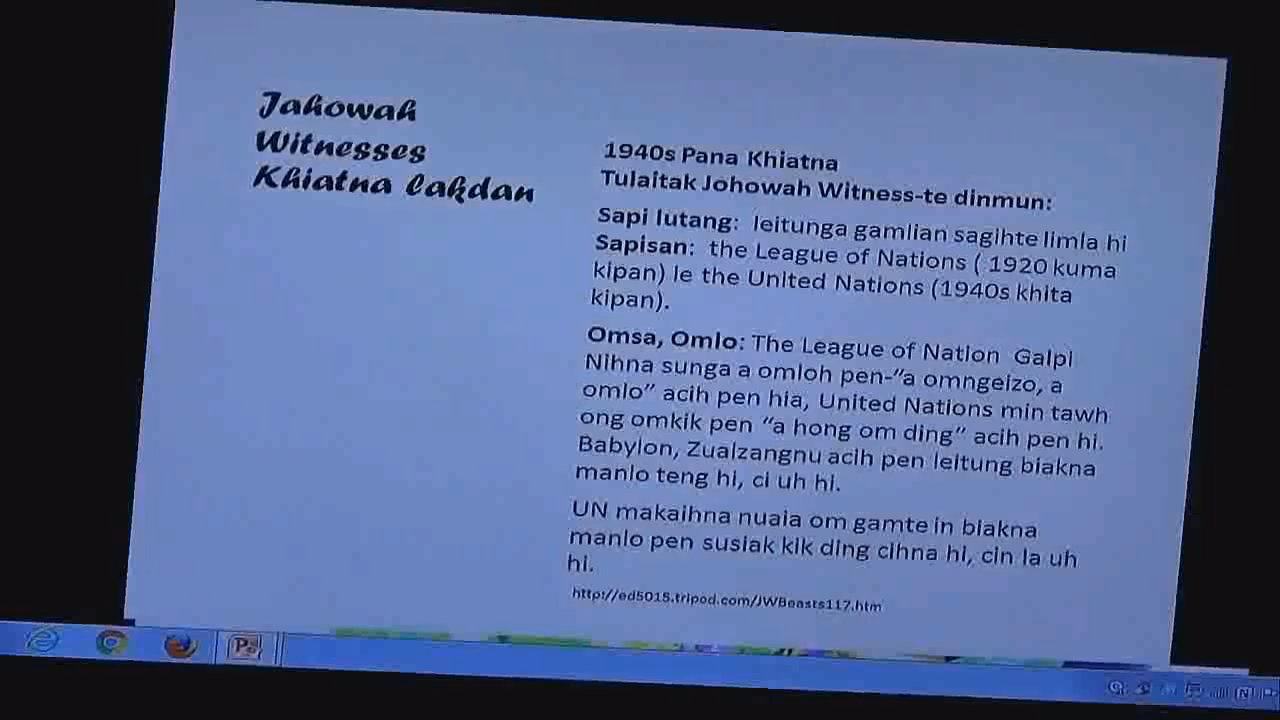 Jahowah
Witnesses
Khiatna lakdan
1940s Pana Khiatna
Tulaitak Johowah Witness-te dinmun:
Sapi lutang: leitunga gamlian sagihte limla hi
Sapisan: the League of Nations ( 1920 kuma
kipan) le the United Nations (1940s khita
kipan).
Omsa, Omlo: The League of Nation Galpi
Nihna sunga a omloh pen-"a omngeizo, a
omlo" acih pen hia, United Nations min tawh
ong omkik pen "a hong om ding" acih pen hi.
Babylon, Zualzangnu acih pen leitung biakna
manlo teng hi, ci uh hi.
UN makaihna nuaia om gamte in biakna
manlo pen susiak kik ding cihna hi, cin la uh
hi.
http://ed5015.tripod.com/JWBeasts117.htm